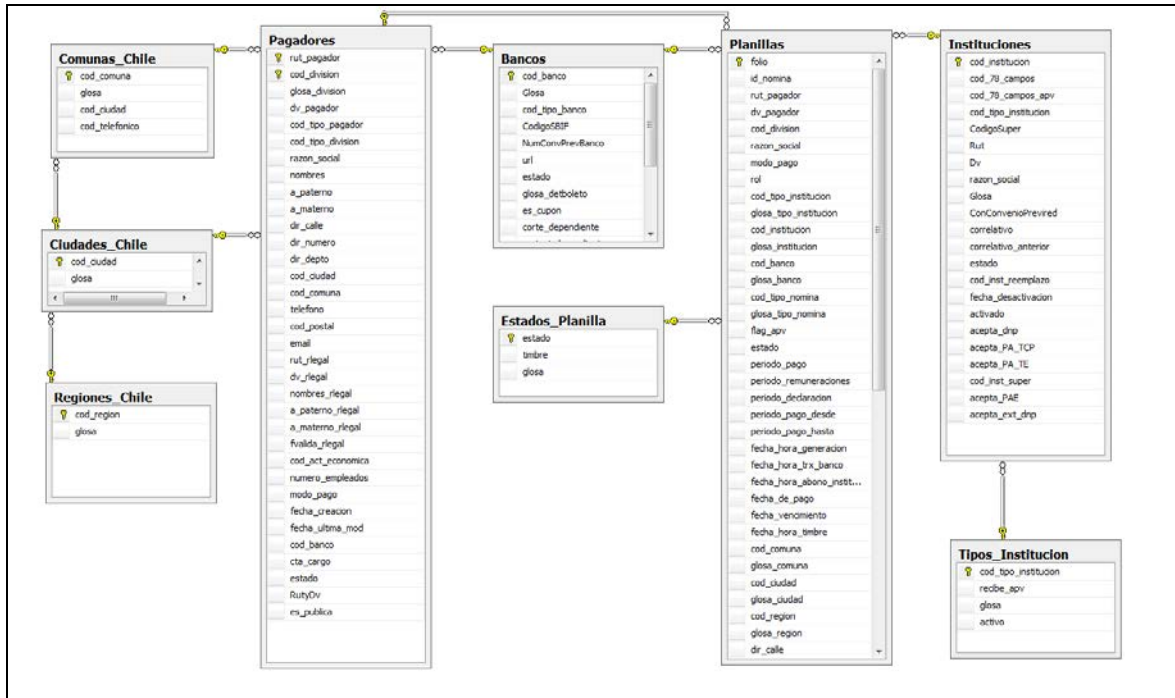 Comunas_Chile
cod_comuna
glosa
cod_ciudad
cod_telefonico
Ciudades_Chile
cod_ciudad
glosa
Regiones_Chile
cod_region
glosa
Pagadores
rut_pagador
cod_division
glosa_division
dv_pagador
cod_tipo_pagador
cod_tipo_division
razon_social
nombres
a_paterno
a_materno
dir_calle
dir_numero
dir_depto
cod_ciudad
cod_comuna
telefono
cod_postal
email
rut_rlegal
dv_rlegal
nombres_rlegal
a_paterno_rlegal
a_materno_rlegal
fvalida_rlegal
cod_act_economica
numero_empleados
modo_pago
fecha_creacion
fecha_ultima_mod
cod_banco
cta_cargo
estado
RutyDv
es_publica
Bancos
cod_banco
Glosa
cod_tipo_banco
CodigoSBIF
NumConvPrevBanco
url
estado
glosa_detboleto
es_cupon
corte_dependiente
Estados_Planilla
estado
timbre
glosa
Planillas
folio
id_nomina
rut_pagador
dv_pagador
cod_division
razon_social
modo_pago
rol
cod_tipo_institucion
glosa_tipo_institucion
cod_institucion
glosa_institucion
cod_banco
glosa_banco
cod_tipo_nomina
glosa_tipo_nomina
flag_apv
estado
periodo_pago
periodo_remuneraciones
periodo_declaracion
periodo_pago_desde
periodo_pago_hasta
fecha_hora_generacion
fecha_hora_trx_banco
fecha_hora_abono_instit...
fecha_de_pago
fecha_vencimiento
fecha_hora_timbre
cod_comuna
glosa_comuna
cod_ciudad
glosa_ciudad
cod_region
glosa_region
dir_calle
Instituciones
cod_institucion
cod_78_campos
cod_78_campos_apv
cod_tipo_institucion
CodigoSuper
Rut
Dv
razon_social
Glosa
ConConvenioPrevired
correlativo
correlativo_anterior
estado
cod_inst_reemplazo
fecha_desactivacion
activado
acepta_dnp
acepta_PA_TCP
acepta_PA_TE
cod_inst_super
acepta_PAE
acepta_ext_dnp
Tipos_Institucion
cod_tipo_institucion
recibe_apv
glosa
activo